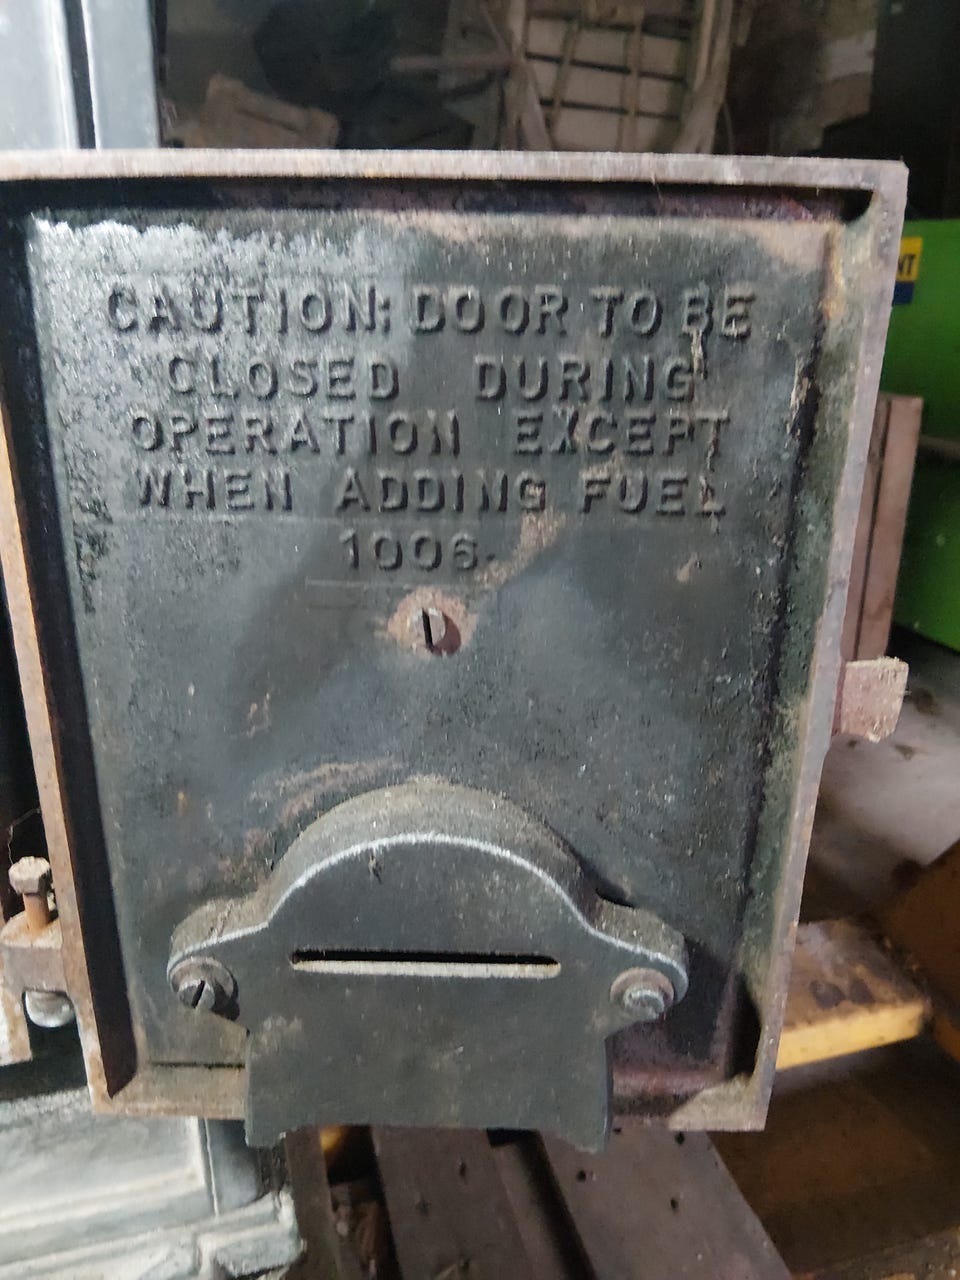 CAUTION: DOOR TO BE
CLOSED DURING
OPERATION EXCEPT
WHEN ADDING FUEL
1006.